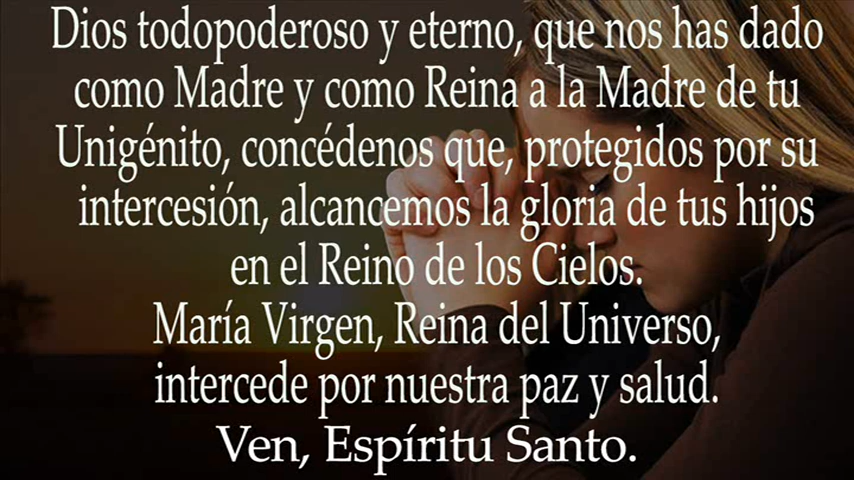 Dios todopoderoso y eterno, que nos has dado
como Madre y como Reina a la Madre de tu
Unigénito, concédenos que, protegidos por su
intercesión, alcancemos la gloria de tus hijos
en el Reino de los Cielos.
María Virgen, Reina del Universo,
intercede por nuestra paz y salud.
Ven, Espíritu Santo.